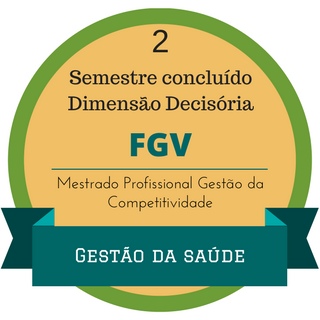 2
Semestre concluído
Dimensão Decisória
FGV
Mestrado Profissional Gestão da
Competitividade
Gestão da saúde